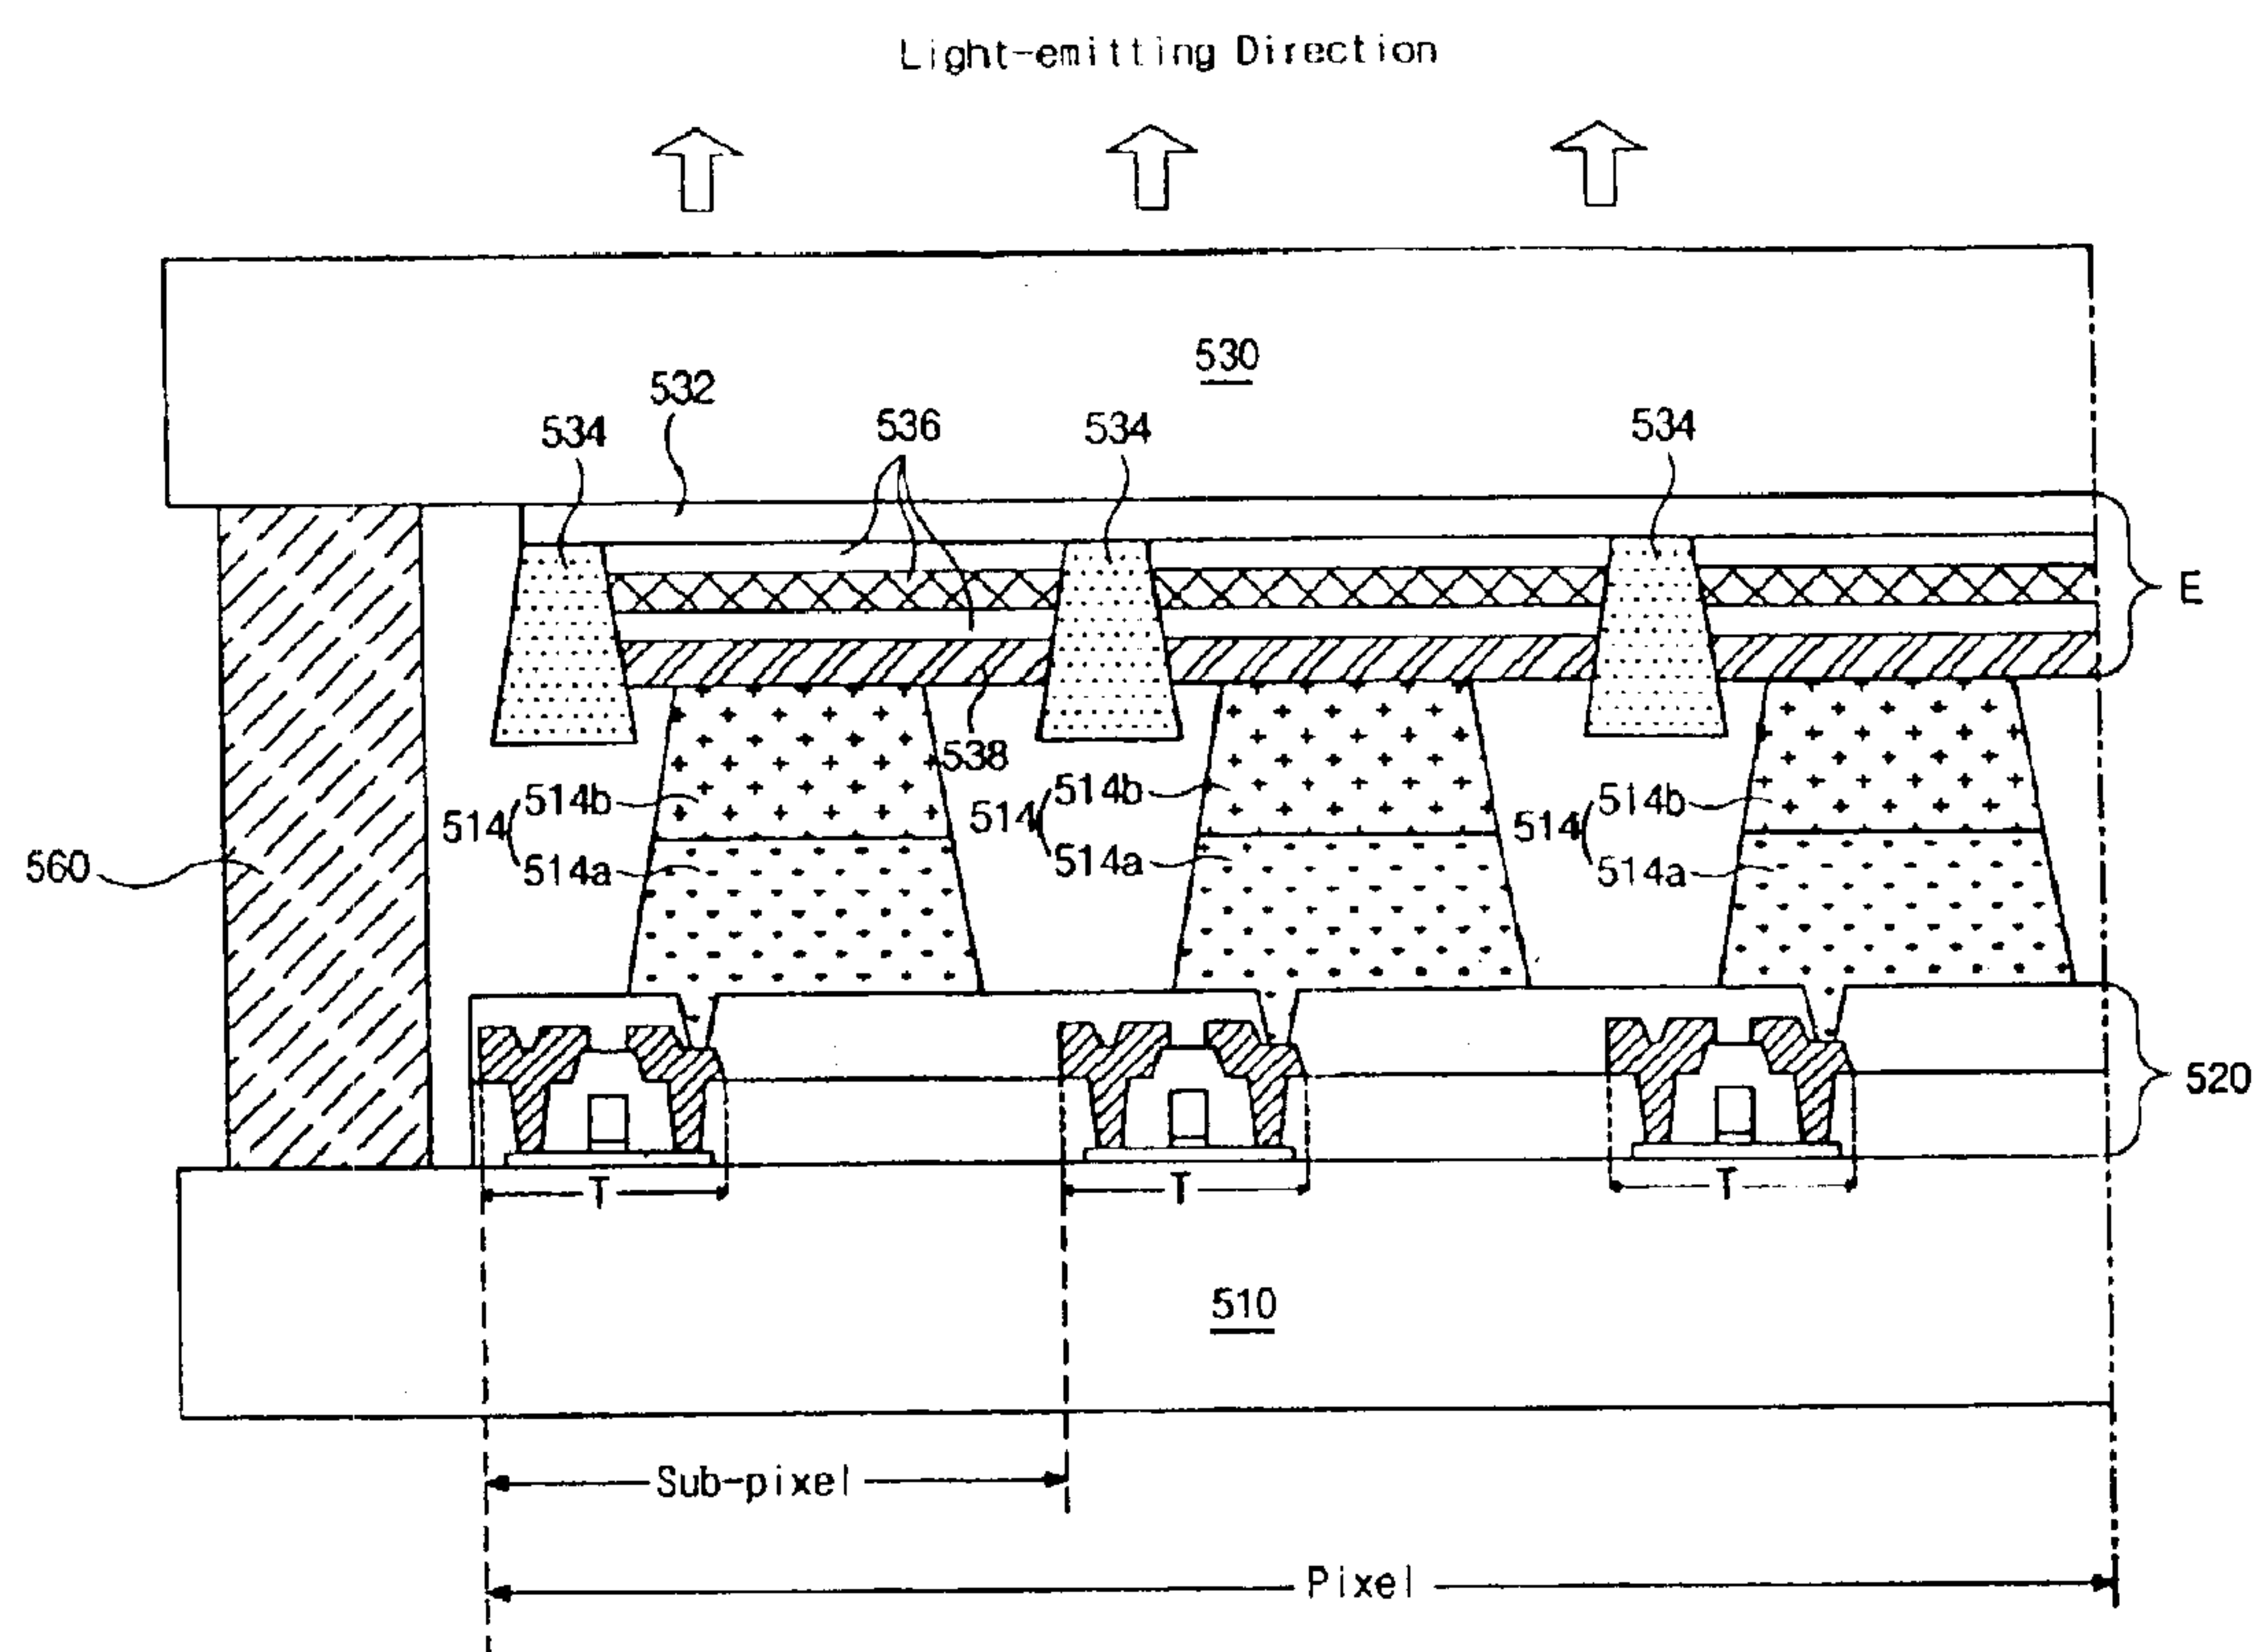 Light-emitting Direction
530
532
534 536 534 534
E
538
514 514b 514 514b 514 514b
514a 514a 514a
560
520
T T T
510
Sub-pixel
Pixel